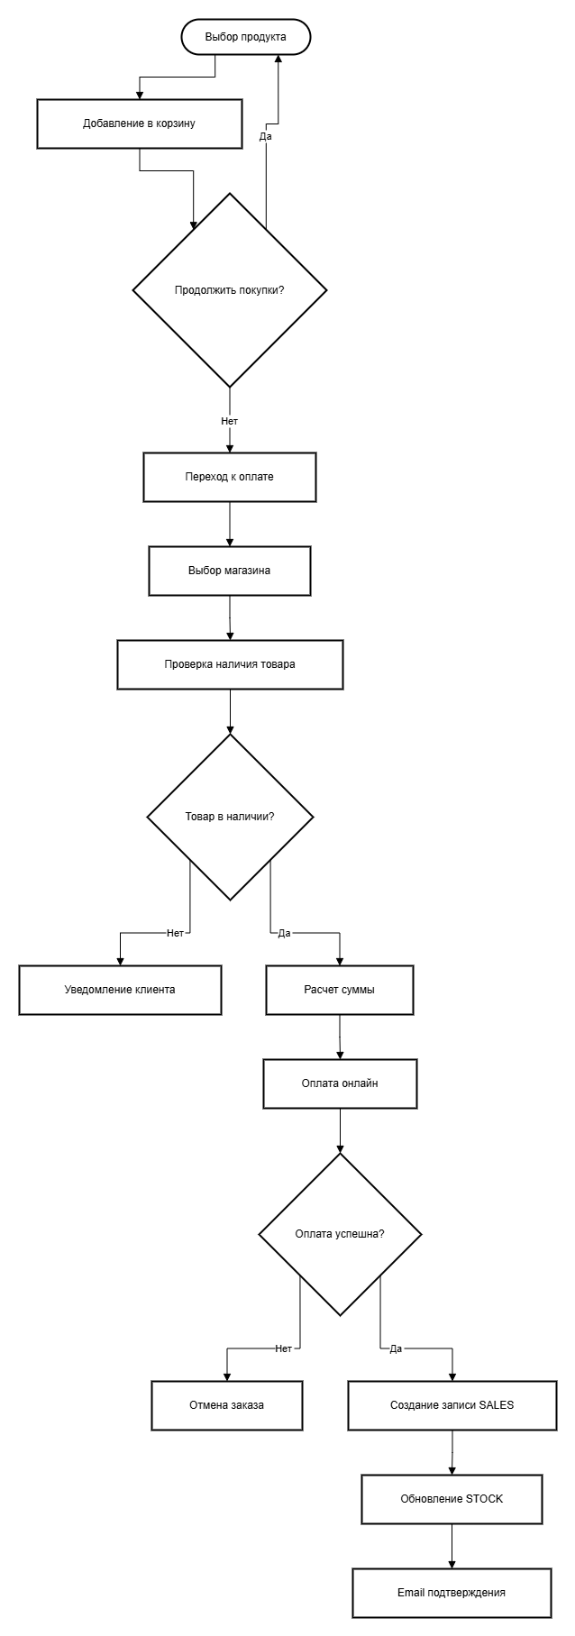 Выбор продукта
Добавление в корзину
Да
Продолжить покупки?
Нет
Переход к оплате
Выбор магазина
Проверка наличия товара
Товар в наличии?
Нет
Да
Уведомление клиента
Расчет суммы
Оплата онлайн
Оплата успешна?
Нет
Да
Отмена заказа
Создание записи SALES
Обновление STOCK
Email подтверждения